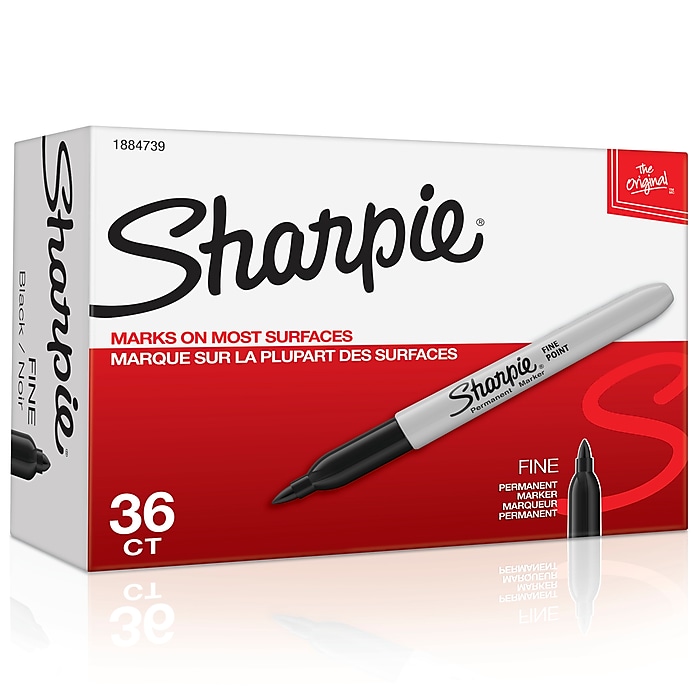 1884739
The
Original
Sharpie®
MARKS ON MOST SURFACES
MARQUE SUR LA PLUPART DES SURFACES
Sharpie
FINE POINT
Permanent Marker
FINE
PERMANENT
MARKER
MARQUEUR
PERMANENT
36
CT
Sharpie®
FINE
Black / Noir